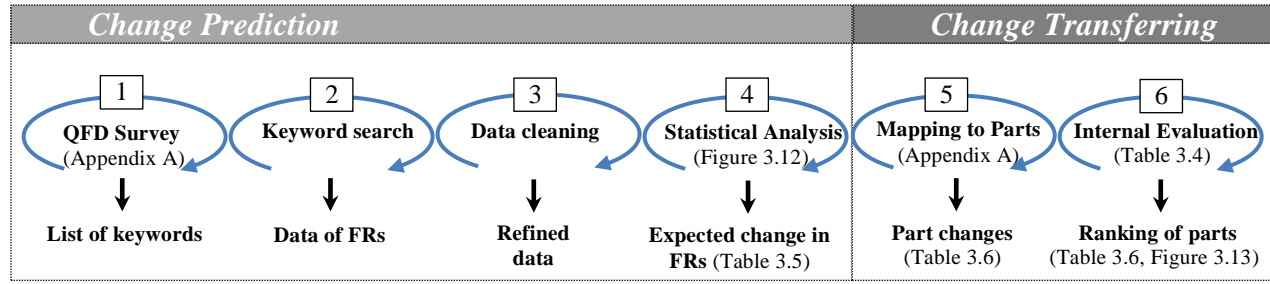 Change Prediction
Change Transferring
1
QFD Survey
(Appendix A)
List of keywords
2
Keyword search
Data of FRs
3
Data cleaning
Refined
data
4
Statistical Analysis
(Figure 3.12)
Expected change in
FRs (Table 3.5)
5
Mapping to Parts
(Appendix A)
Part changes
(Table 3.6)
6
Internal Evaluation
(Table 3.4)
Ranking of parts
(Table 3.6, Figure 3.13)